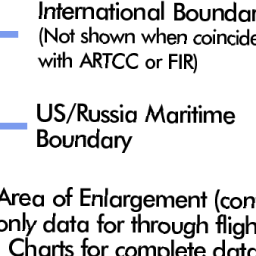 International Boundar
(Not shown when coincide
with ARTCC or FIR)
US/Russia Maritime
Boundary
Area of Enlargement (con
only data for through fligh
Charts for complete data